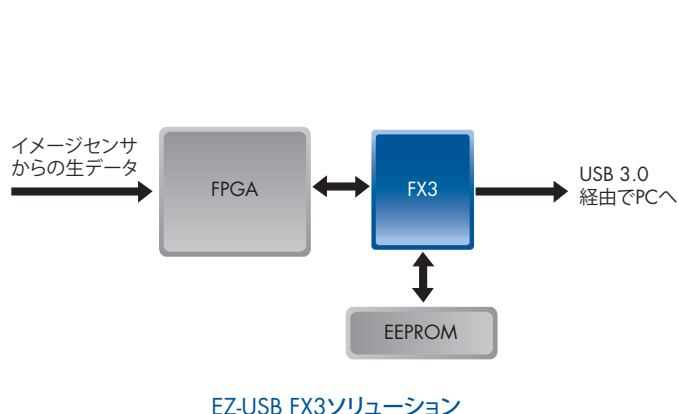 イメージセンサ
からの生データ
FPGA
FX3
USB 3.0
経由でPCへ
EEPROM
EZ-USB FX3ソリューション